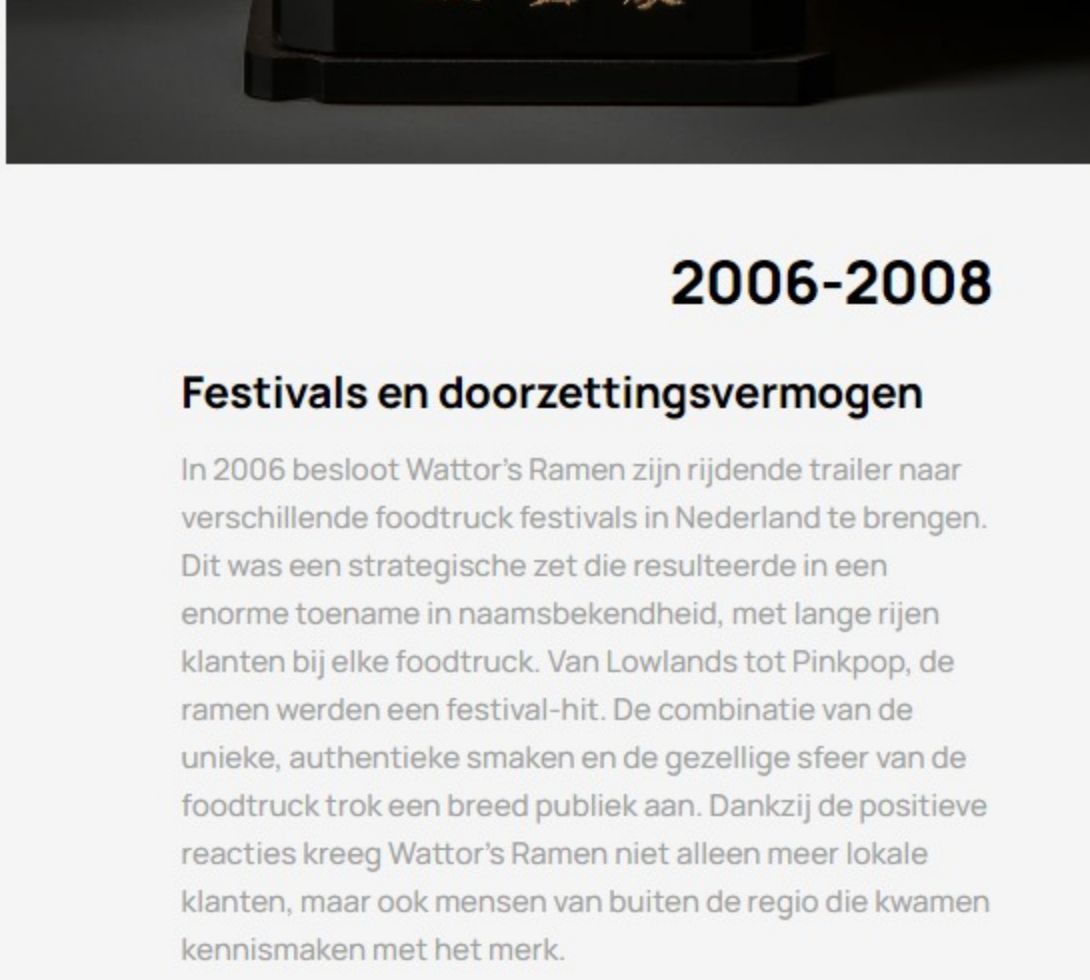 2006-2008
Festivals en doorzettingsvermogen
In 2006 besloot Wattor's Ramen zijn rijdende trailer naar
verschillende foodtruck festivals in Nederland te brengen.
Dit was een strategische zet die resulteerde in een
enorme toename in naamsbekendheid, met lange rijen
klanten bij elke foodtruck. Van Lowlands tot Pinkpop, de
ramen werden een festival-hit. De combinatie van de
unieke, authentieke smaken en de gezellige sfeer van de
foodtruck trok een breed publiek aan. Dankzij de positieve
reacties kreeg Wattor's Ramen niet alleen meer lokale
klanten, maar ook mensen van buiten de regio die kwamen
kennismaken met het merk.